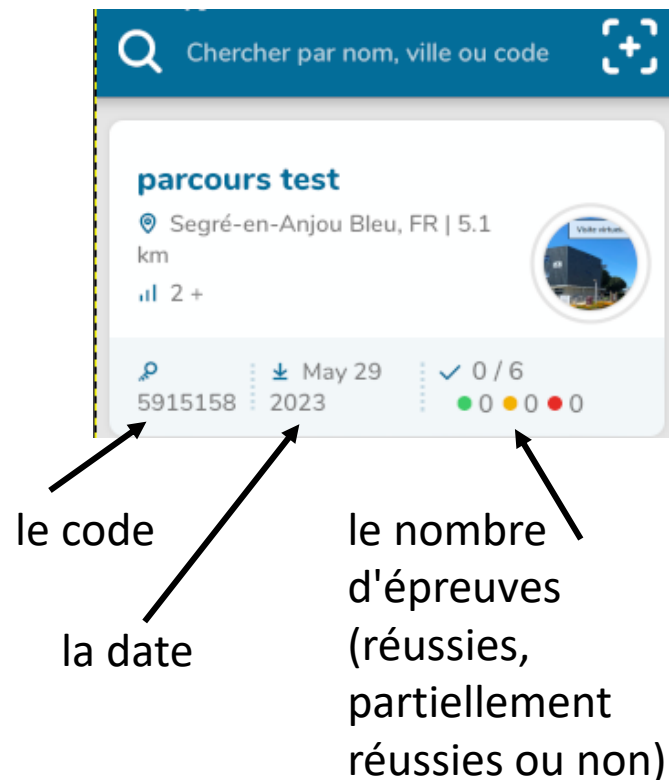 Chercher par nom, ville ou code
parcours test
Segré-en-Anjou Bleu, FR | 5.1
km
2 +
5915158
May 29
2023
0 / 6
0 0 0
le code
la date
le nombre
d'épreuves
(réussies,
partiellement
réussies ou non)